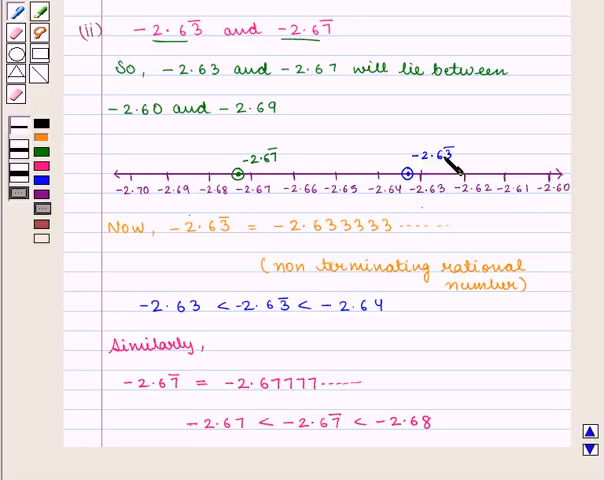 (ii) -2.63̅ and -2.67̅
So, -2.63 and -2.67 will lie between
-2.60 and -2.69
-2.67̅ -2.63̅
-2.70 -2.69 -2.68 -2.67 -2.66 -2.65 -2.64 -2.63 -2.62 -2.61 -2.60
Now, -2.63̅ = -2.633333......
(non terminating rational
number)
-2.63 < -2.63̅ < -2.64
Similarly,
-2.67̅ = -2.67777-----
-2.67 < -2.67̅ < -2.68